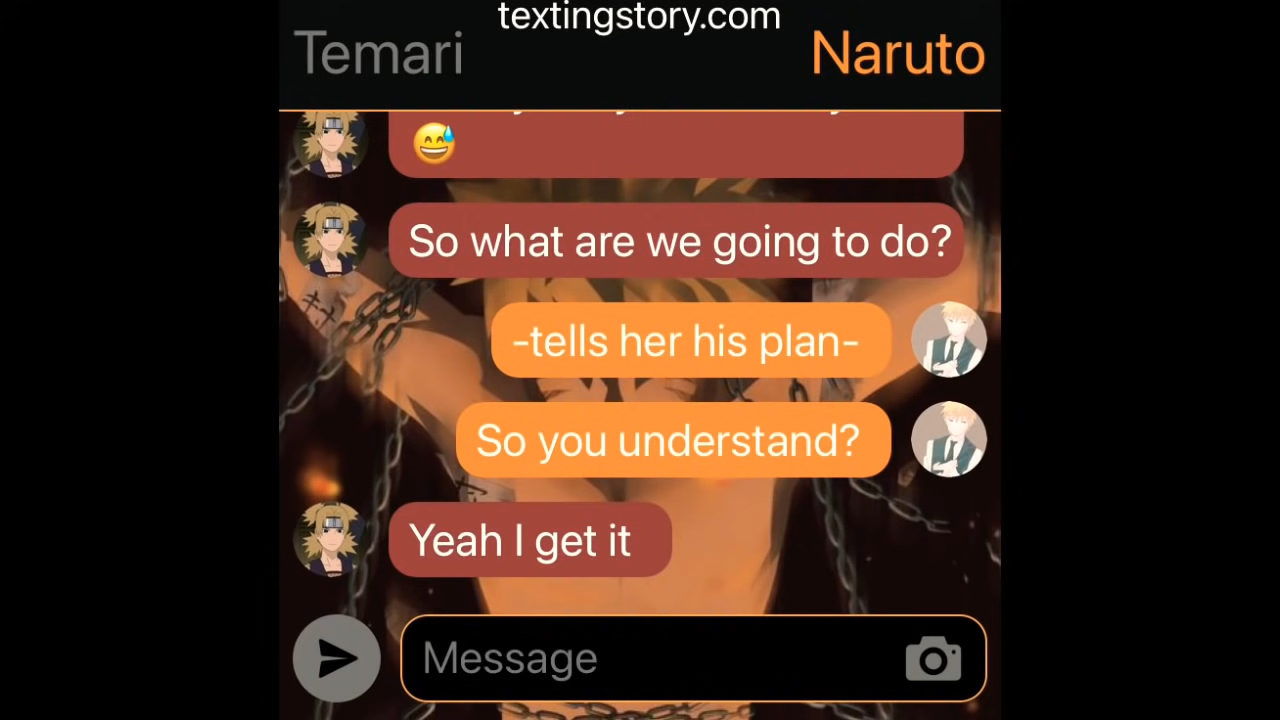 textingstory.com
Temari
Naruto
😅
So what are we going to do?
-tells her his plan-
So you understand?
Yeah I get it
Message